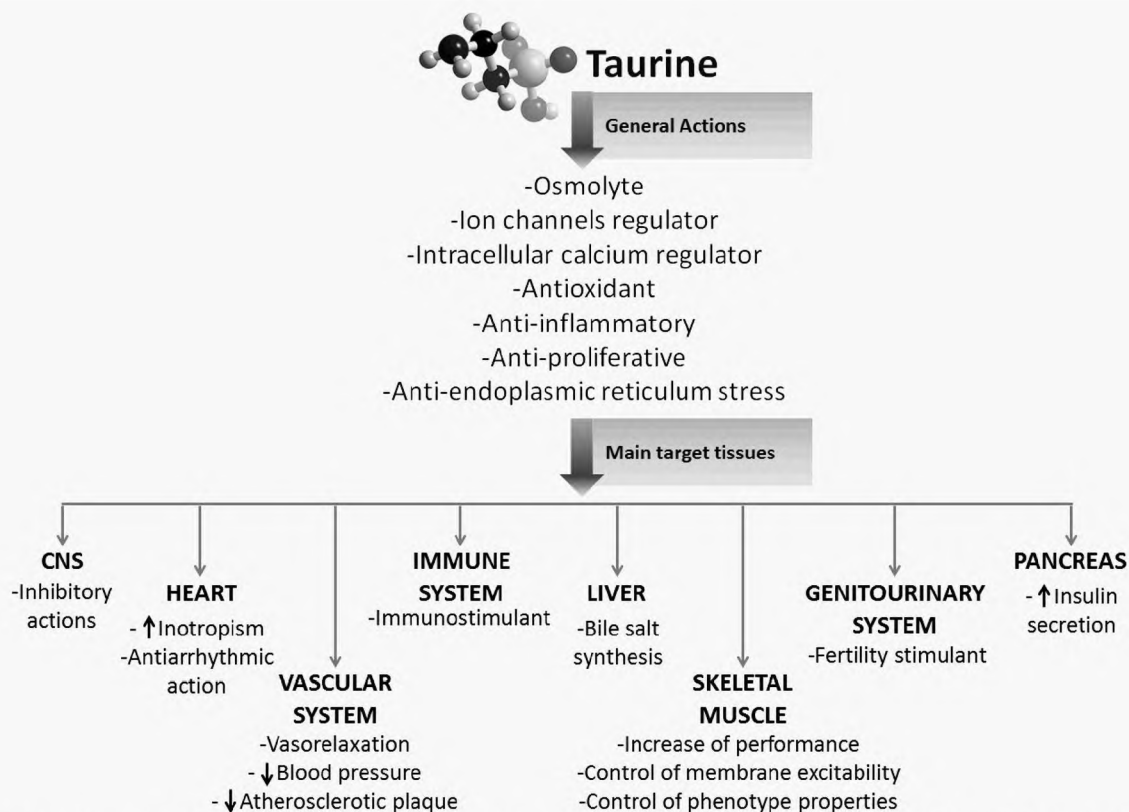 Taurine
General Actions
-Osmolyte
-Ion channels regulator
-Intracellular calcium regulator
-Antioxidant
-Anti-inflammatory
-Anti-proliferative
-Anti-endoplasmic reticulum stress
Main target tissues
CNS
-Inhibitory
actions
HEART
- ↑ Inotropism
-Antiarrhythmic
action
VASCULAR
SYSTEM
-Vasorelaxation
- ↓ Blood pressure
- ↓ Atherosclerotic plaque
IMMUNE
SYSTEM
-Immunostimulant
LIVER
-Bile salt
synthesis
SKELETAL
MUSCLE
-Increase of performance
-Control of membrane excitability
-Control of phenotype properties
GENITOURINARY
SYSTEM
-Fertility stimulant
PANCREAS
- ↑ Insulin
secretion